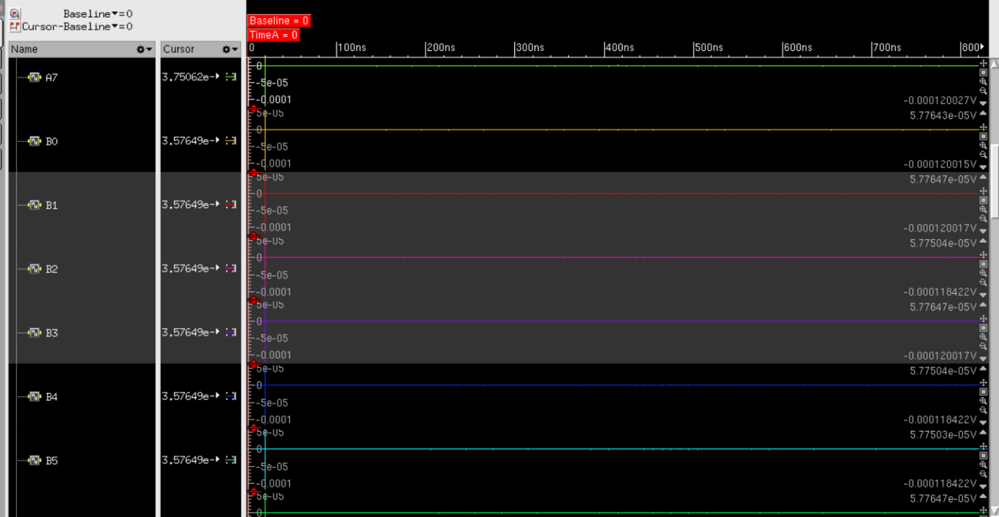 Baseline▼=0
Cursor-Baseline▼=0
Baseline = 0
TimeA = 0
Name
Cursor
0 100ns 200ns 300ns 400ns 500ns 600ns 700ns 800
A7 3.75062e-
0
-5e-05
-0.0001
-0.000120027V
5e-05
5.77643e-05V
B0 3.57649e-
0
-5e-05
-0.0001
-0.000120015V
5e-05
5.77647e-05V
B1 3.57649e-
0
-5e-05
-0.0001
-0.000120017V
5e-05
5.77504e-05V
B2 3.57649e-
0
-5e-05
-0.0001
-0.000118422V
5e-05
5.77647e-05V
B3 3.57649e-
0
-5e-05
-0.0001
-0.000120017V
5e-05
5.77504e-05V
B4 3.57649e-
0
-5e-05
-0.0001
-0.000118422V
5e-05
5.77503e-05V
B5 3.57649e-
0
-5e-05
-0.0001
-0.000118422V
5e-05
5.77647e-05V
0